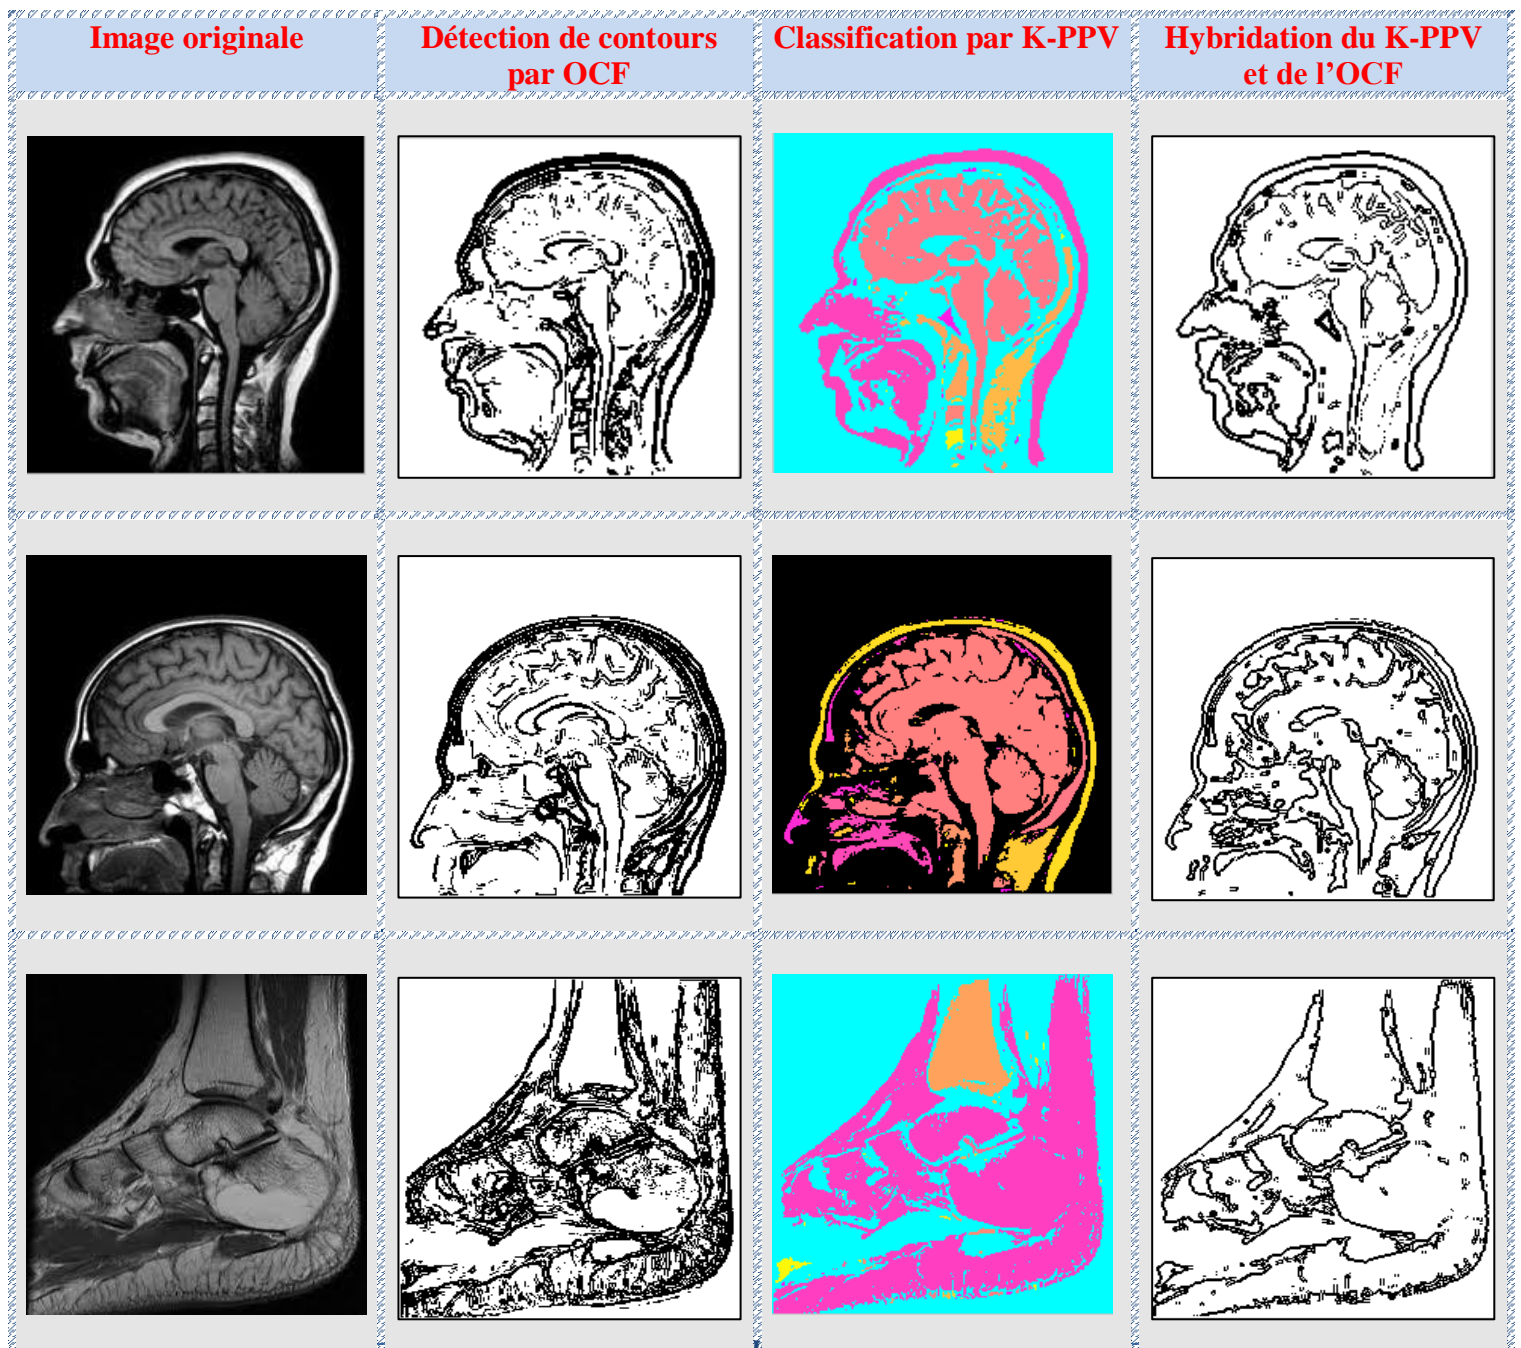 Image originale
Détection de contours
par OCF
Classification par K-PPV
Hybridation du K-PPV
et de l’OCF